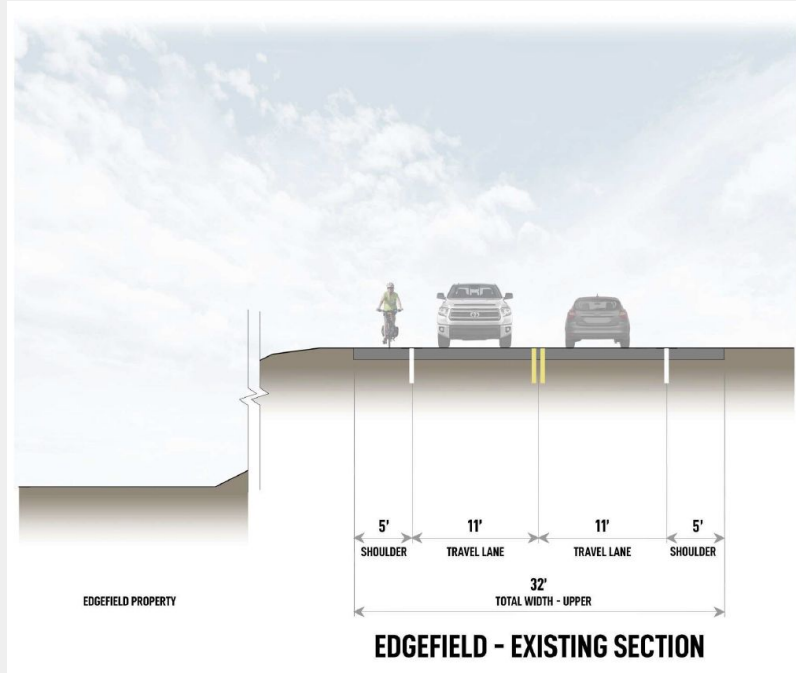 5' 11' 11' 5'
SHOULDER TRAVEL LANE TRAVEL LANE SHOULDER
32'
TOTAL WIDTH - UPPER
EDGEFIELD PROPERTY
EDGEFIELD - EXISTING SECTION